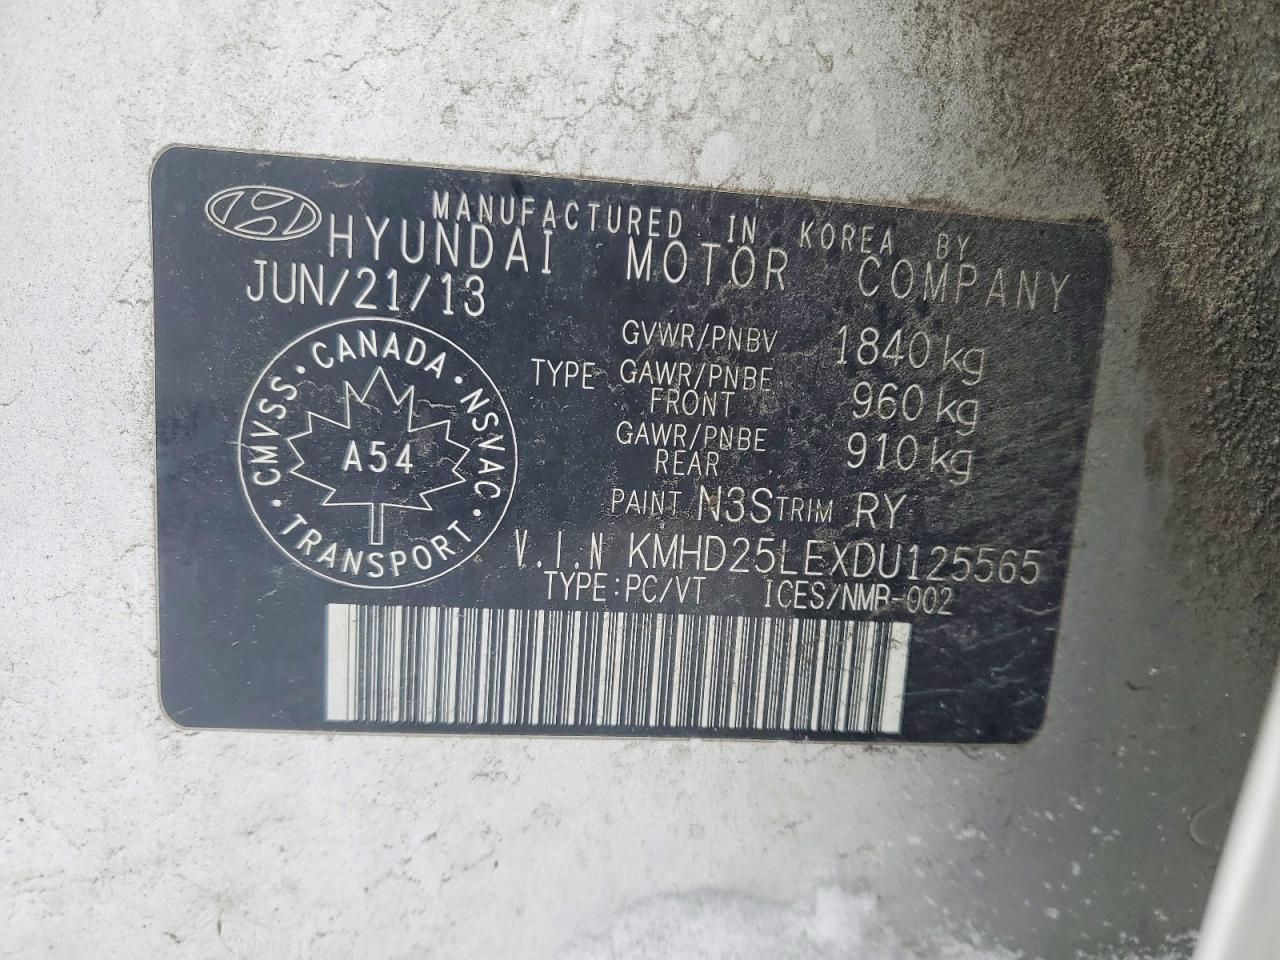 MANUFACTURED IN KOREA BY
HYUNDAI MOTOR COMPANY
JUN/21/13
GVWR/PNBV 1840 kg
TYPE GAWR/PNBE FRONT 960 kg
GAWR/PNBE REAR 910 kg
PAINT N3S TRIM RY
V.I.N KMHD25LEXDU125565
TYPE:PC/VT ICES/NMB-002
CANADA · NSVAC · TRANSPORT · CMVSS ·
A54